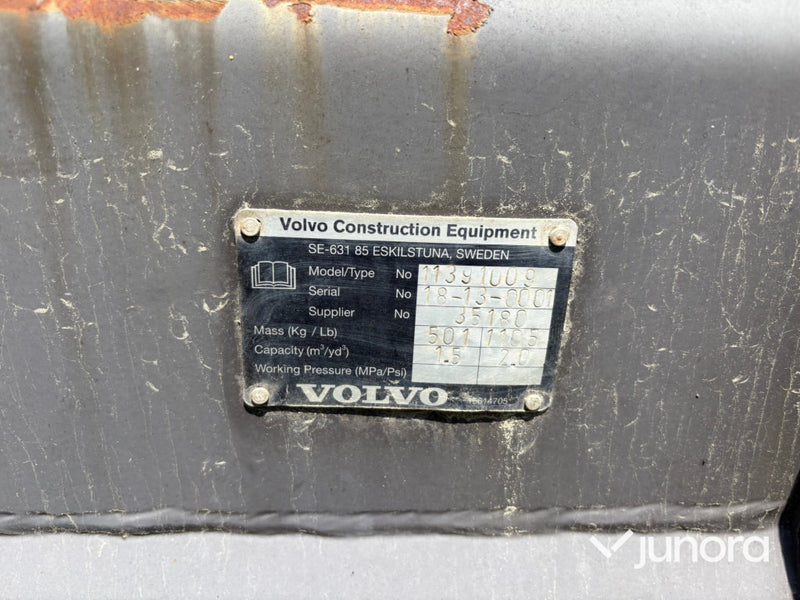 Volvo Construction Equipment
SE-631 85 ESKILSTUNA, SWEDEN
Model/Type No 11391009
Serial No 18-13-0001
Supplier No 35180
Mass (Kg / Lb) 501 1105
Capacity (m³/yd³) 1.5 2.0
Working Pressure (MPa/Psi)
VOLVO
junora